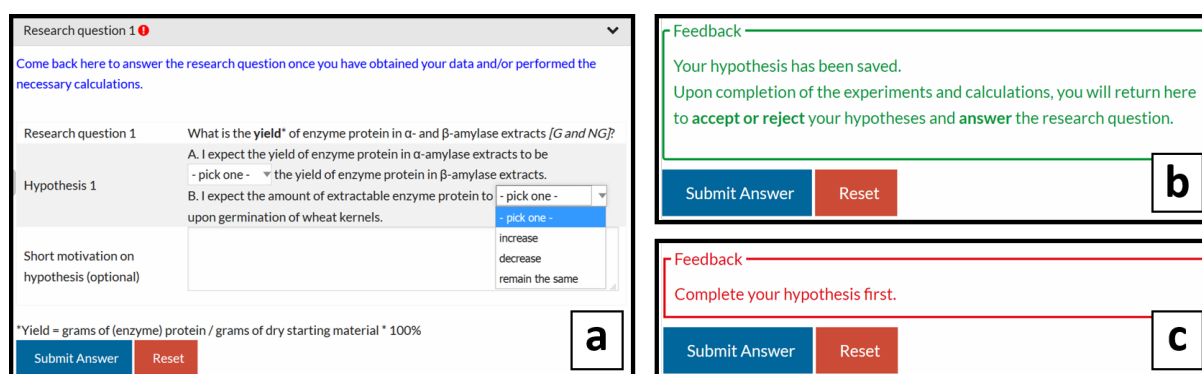 Research question 1
Come back here to answer the research question once you have obtained your data and/or performed the
necessary calculations.
Research question 1
What is the yield* of enzyme protein in α- and β-amylase extracts [G and NG]?
Hypothesis 1
A. I expect the yield of enzyme protein in α-amylase extracts to be
- pick one - the yield of enzyme protein in β-amylase extracts.
B. I expect the amount of extractable enzyme protein to - pick one -
upon germination of wheat kernels.
- pick one -
increase
decrease
remain the same
Short motivation on
hypothesis (optional)
*Yield = grams of (enzyme) protein / grams of dry starting material * 100%
Submit Answer Reset
a
Feedback
Your hypothesis has been saved.
Upon completion of the experiments and calculations, you will return here
to accept or reject your hypotheses and answer the research question.
Submit Answer Reset
b
Feedback
Complete your hypothesis first.
Submit Answer Reset
c